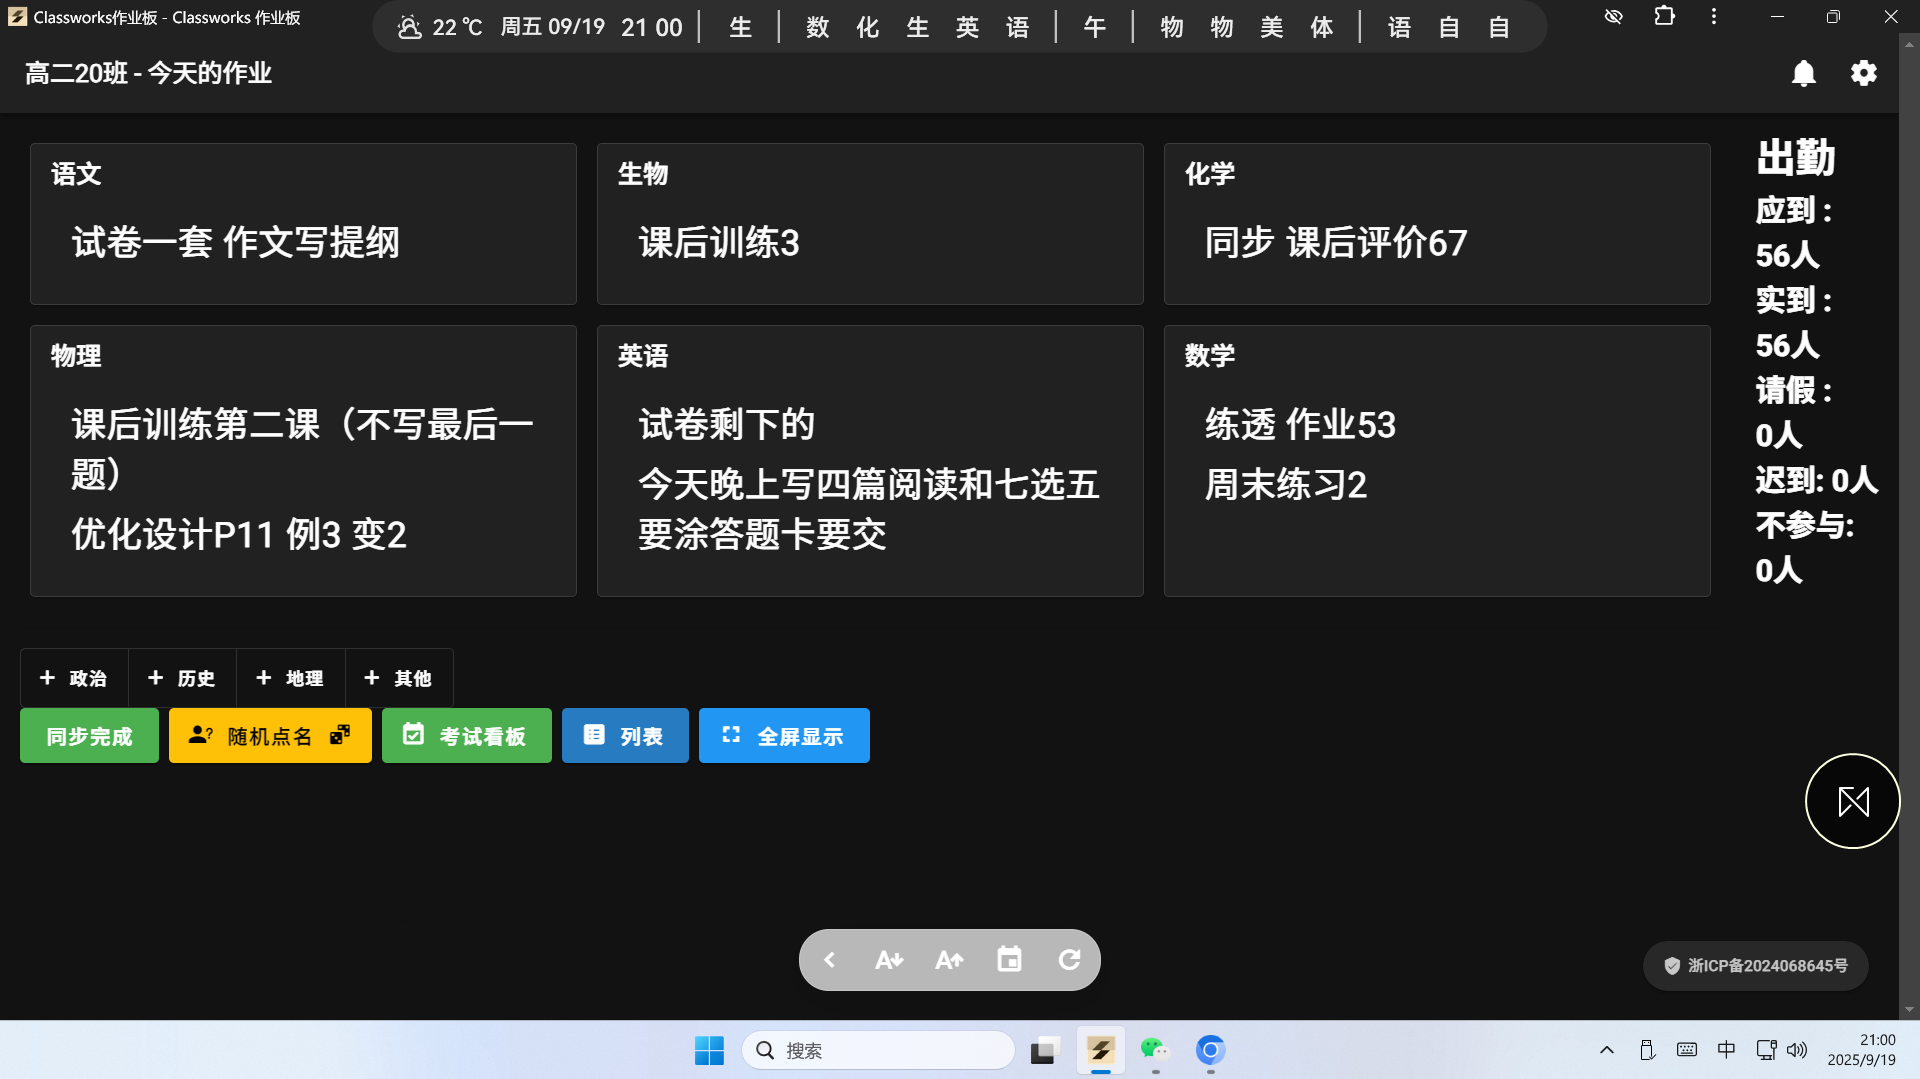 Classworks作业板 - Classworks 作业板
22 ℃ 周五 09/19 21 00 | 生 | 数 化 生 英 语 | 午 | 物 物 美 体 | 语 自 自
高二20班 - 今天的作业
语文
试卷一套 作文写提纲
生物
课后训练3
化学
同步 课后评价67
物理
课后训练第二课（不写最后一
题）
优化设计P11 例3 变2
英语
试卷剩下的
今天晚上写四篇阅读和七选五
要涂答题卡要交
数学
练透 作业53
周末练习2
出勤
应到：
56人
实到：
56人
请假：
0人
迟到: 0人
不参与:
0人
+ 政治 + 历史 + 地理 + 其他
同步完成 随机点名 考试看板 列表 全屏显示
浙ICP备2024068645号
搜索
中
21:00
2025/9/19